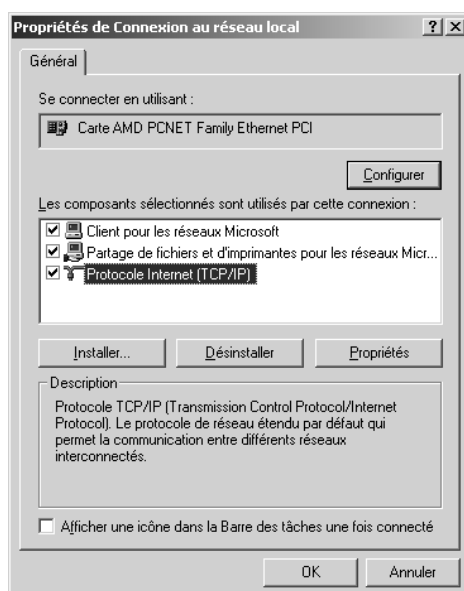 Propriétés de Connexion au réseau local
Général
Se connecter en utilisant :
Carte AMD PCNET Family Ethernet PCI
Configurer
Les composants sélectionnés sont utilisés par cette connexion :
Client pour les réseaux Microsoft
Partage de fichiers et d'imprimantes pour les réseaux Micr...
Protocole Internet (TCP/IP)
Installer...
Désinstaller
Propriétés
Description
Protocole TCP/IP (Transmission Control Protocol/Internet
Protocol). Le protocole de réseau étendu par défaut qui
permet la communication entre différents réseaux
interconnectés.
Afficher une icône dans la Barre des tâches une fois connecté
OK
Annuler